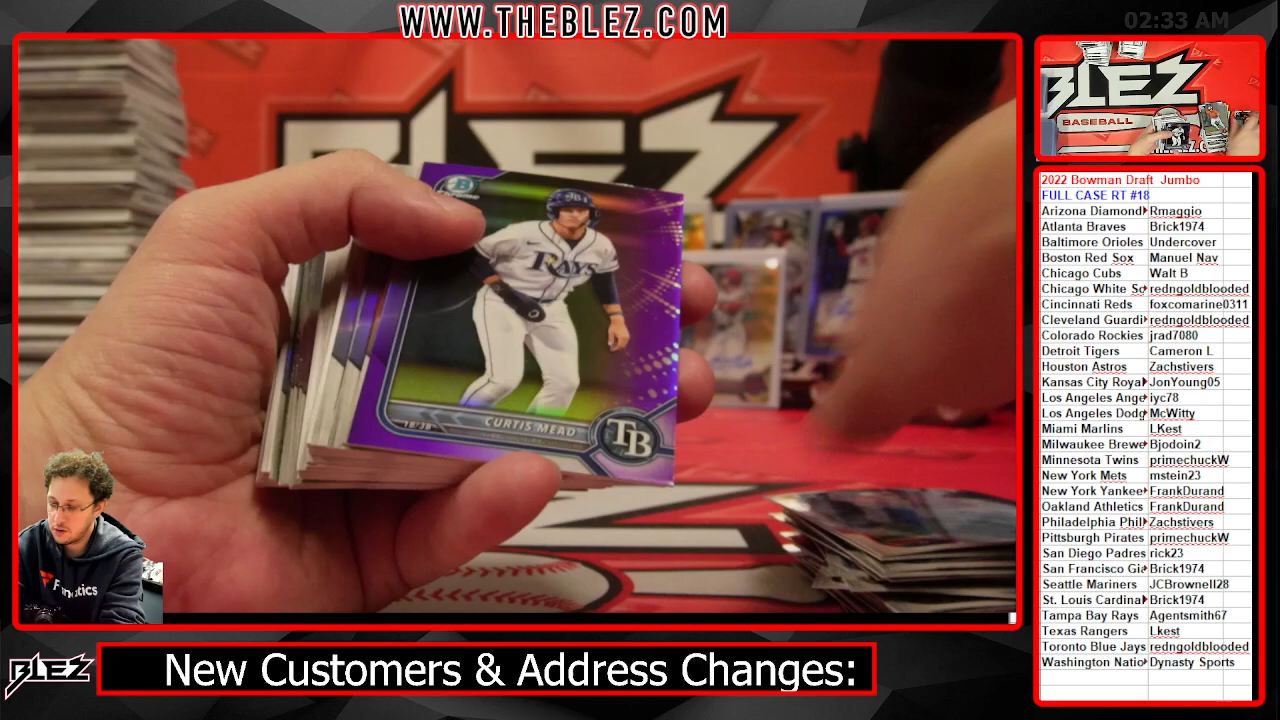 WWW.THEBLEZ.COM
02:33 AM
BLEZ
BLEZ
BASEBALL
RAYS
CURTIS MEAD
TB
Fanatics
2022 Bowman Draft Jumbo
FULL CASE RT #18
Arizona Diamond Rmaggio
Atlanta Braves Brick1974
Baltimore Orioles Undercover
Boston Red Sox Manuel Nav
Chicago Cubs Walt B
Chicago White So redngoldblooded
Cincinnati Reds foxcomarine0311
Cleveland Guardi redngoldblooded
Colorado Rockies jrad7080
Detroit Tigers Cameron L
Houston Astros Zachstivers
Kansas City Roya JonYoung05
Los Angeles Ange iyc78
Los Angeles Dodg McWitty
Miami Marlins LKest
Milwaukee Brewe Bjodoin2
Minnesota Twins primechuckW
New York Mets mstein23
New York Yankee FrankDurand
Oakland Athletics FrankDurand
Philadelphia Phil Zachstivers
Pittsburgh Pirates primechuckW
San Diego Padres rick23
San Francisco Gia Brick1974
Seattle Mariners JCBrownell28
St. Louis Cardinal Brick1974
Tampa Bay Rays Agentsmith67
Texas Rangers Lkest
Toronto Blue Jays redngoldblooded
Washington Natio Dynasty Sports
BLEZ
New Customers & Address Changes: